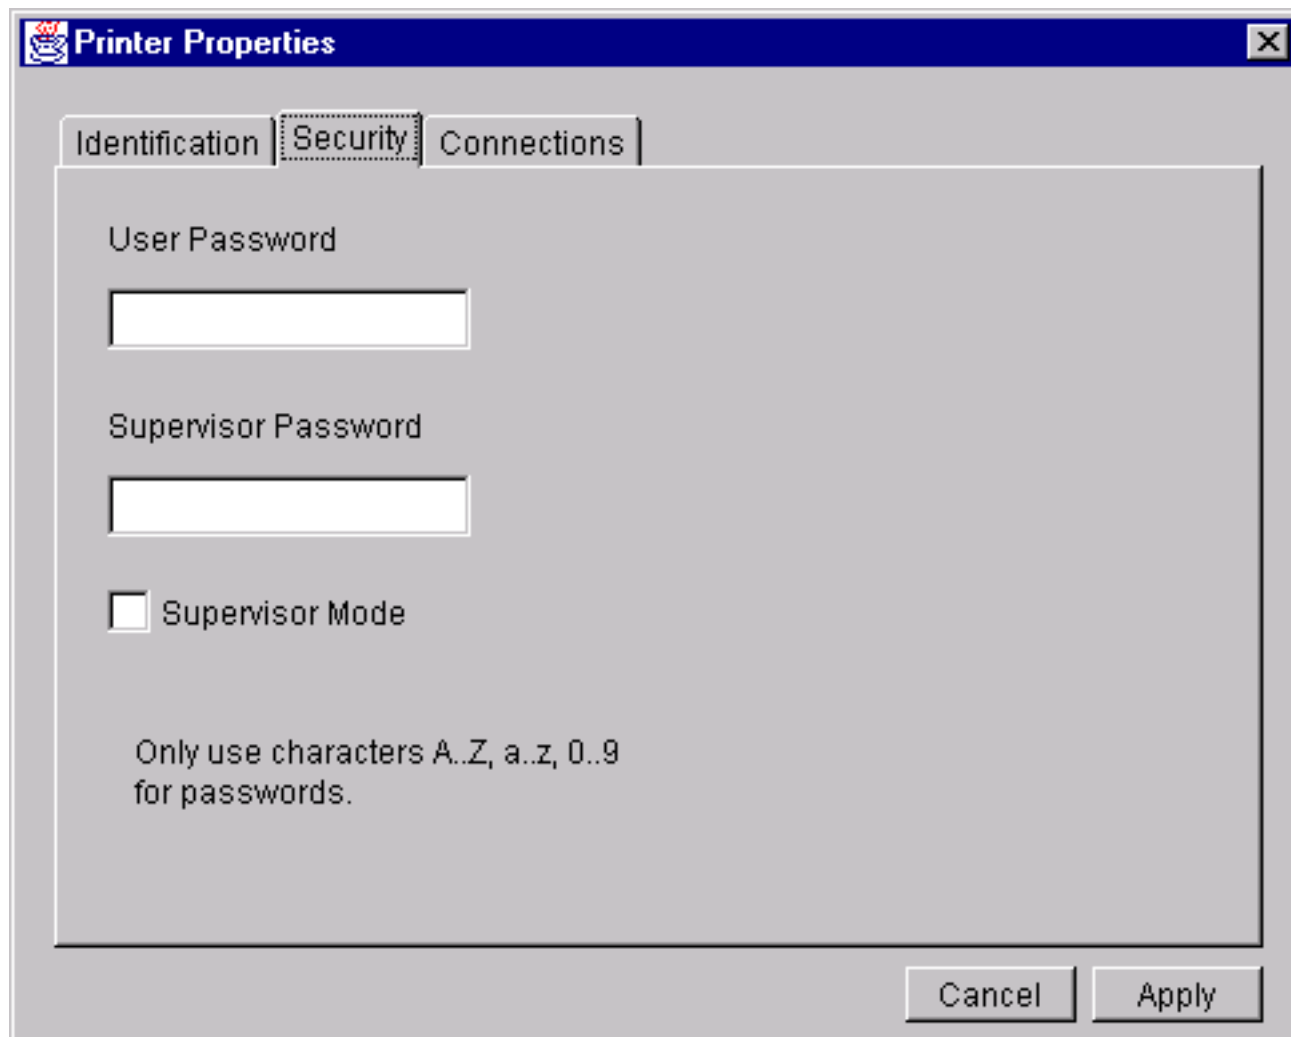 Printer Properties
Identification Security Connections
User Password
Supervisor Password
Supervisor Mode
Only use characters A..Z, a..z, 0..9
for passwords.
Cancel Apply